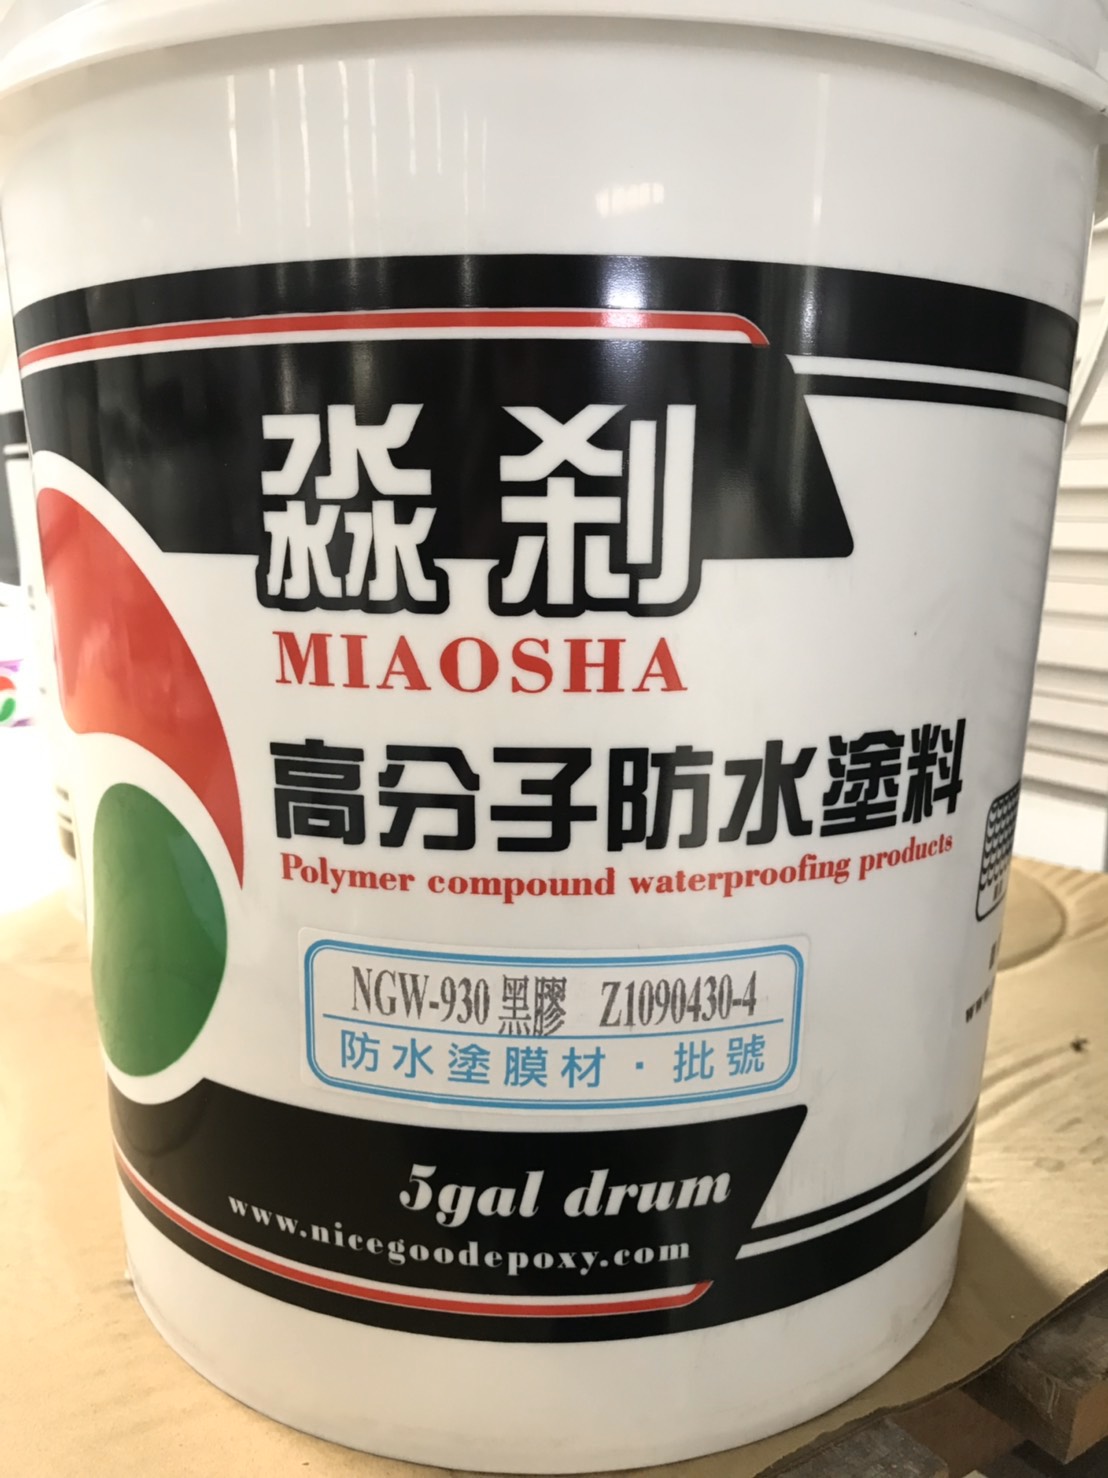 淼剎
MIAOSHA
高分子防水塗料
Polymer compound waterproofing products
NGW-930 黑膠 Z1090430-4
防水塗膜材．批號
5gal drum
www.nicegoodepoxy.com